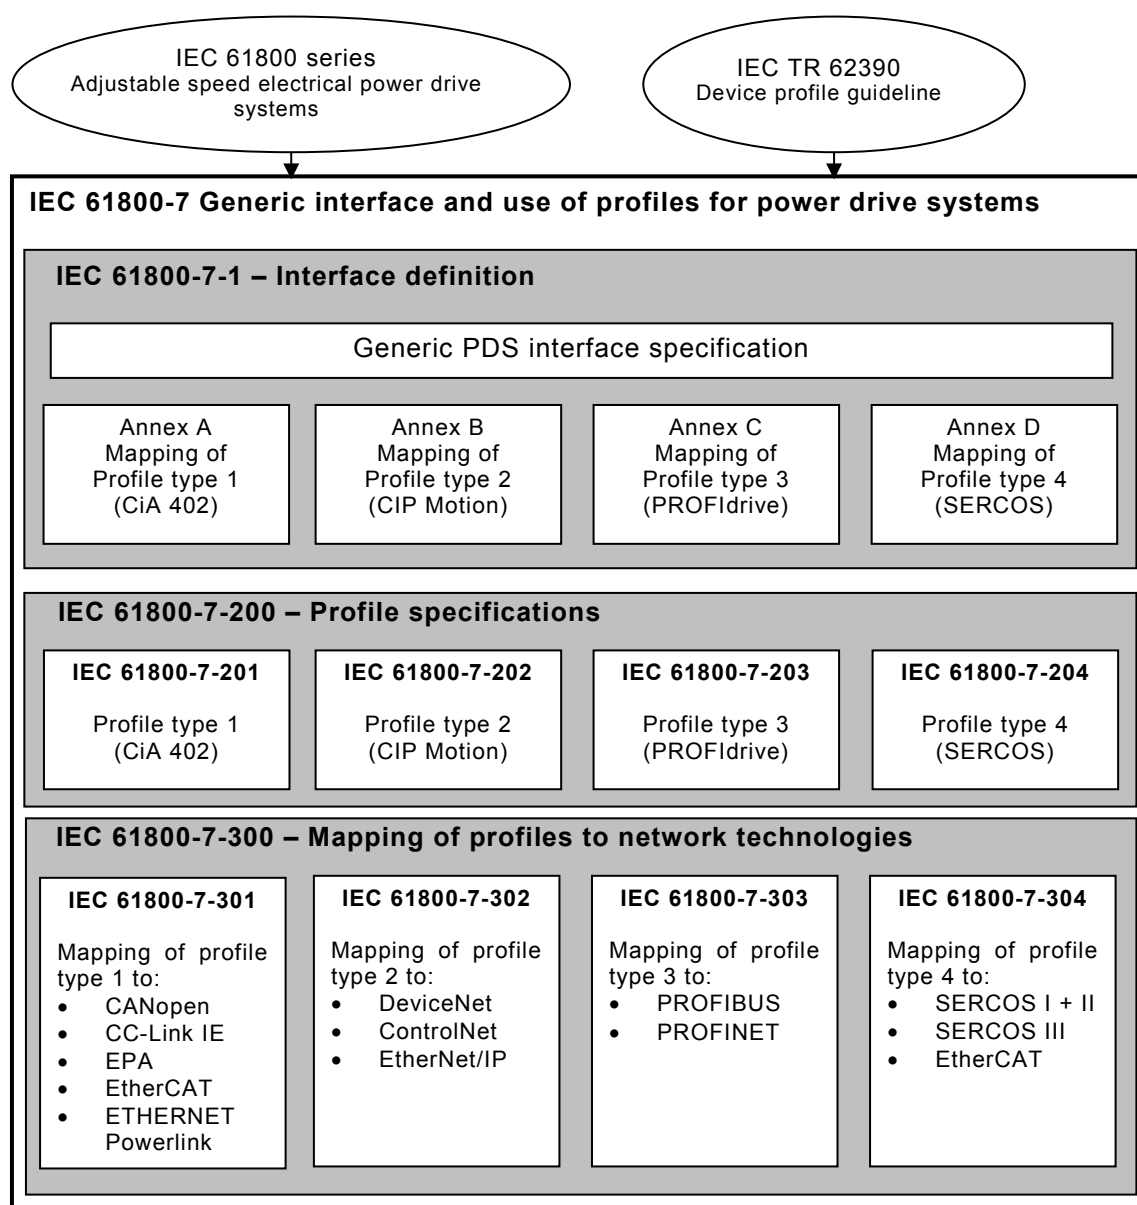 IEC 61800 series
Adjustable speed electrical power drive
systems
IEC TR 62390
Device profile guideline
IEC 61800-7 Generic interface and use of profiles for power drive systems
IEC 61800-7-1 – Interface definition
Generic PDS interface specification
Annex A
Mapping of
Profile type 1
(CiA 402)
Annex B
Mapping of
Profile type 2
(CIP Motion)
Annex C
Mapping of
Profile type 3
(PROFIdrive)
Annex D
Mapping of
Profile type 4
(SERCOS)
IEC 61800-7-200 – Profile specifications
IEC 61800-7-201
Profile type 1
(CiA 402)
IEC 61800-7-202
Profile type 2
(CIP Motion)
IEC 61800-7-203
Profile type 3
(PROFIdrive)
IEC 61800-7-204
Profile type 4
(SERCOS)
IEC 61800-7-300 – Mapping of profiles to network technologies
IEC 61800-7-301
Mapping of profile
type 1 to:
• CANopen
• CC-Link IE
• EPA
• EtherCAT
• ETHERNET
Powerlink
IEC 61800-7-302
Mapping of profile
type 2 to:
• DeviceNet
• ControlNet
• EtherNet/IP
IEC 61800-7-303
Mapping of profile
type 3 to:
• PROFIBUS
• PROFINET
IEC 61800-7-304
Mapping of profile
type 4 to:
• SERCOS I + II
• SERCOS III
• EtherCAT